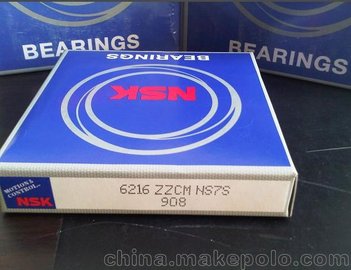 BEARINGS
BEARINGS
BEARINGS
NSK
MOTION &
CONTROL
NSK
6216 ZZCM NS7S
908
china.makepolo.com